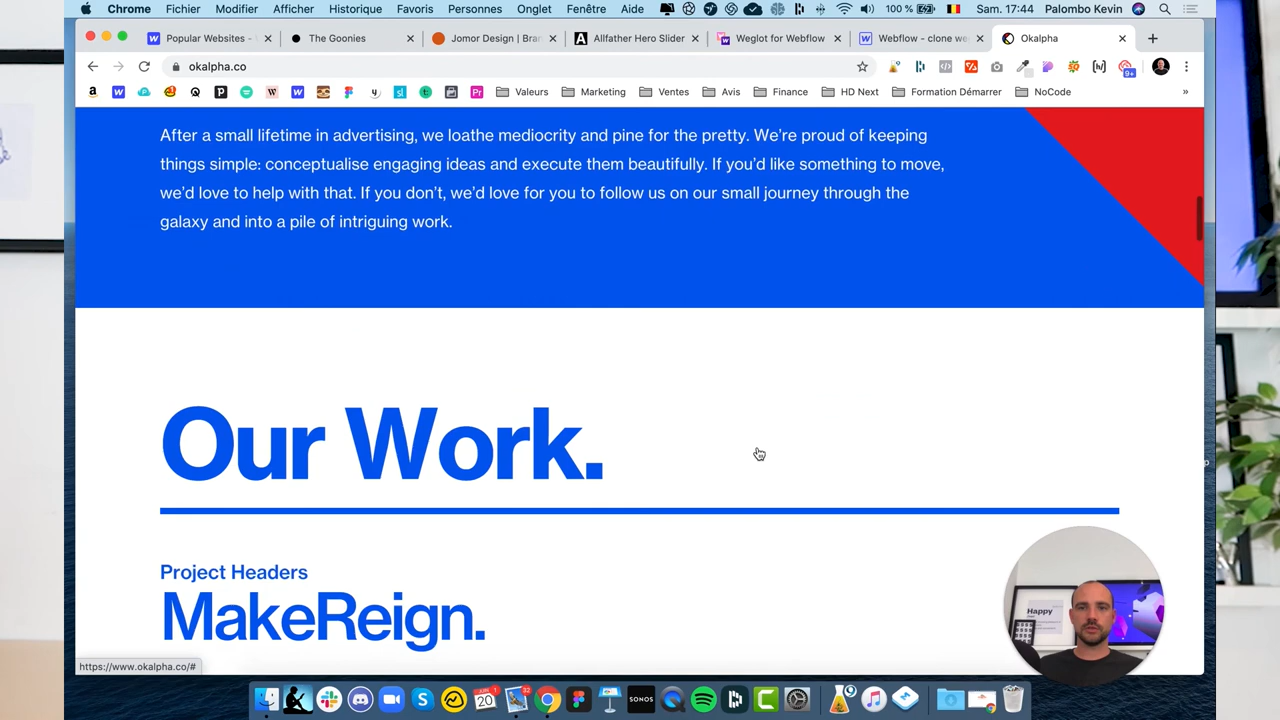 Chrome Fichier Modifier Afficher Historique Favoris Personnes Onglet Fenêtre Aide 100 % Sam. 17:44 Palombo Kevin
Popular Websites - The Goonies Jomor Design | Bran Allfather Hero Slider Weglot for Webflow Webflow - clone we Okalpha
okalpha.co
9+
Valeurs Marketing Ventes Avis Finance HD Next Formation Démarrer NoCode »
After a small lifetime in advertising, we loathe mediocrity and pine for the pretty. We're proud of keeping
things simple: conceptualise engaging ideas and execute them beautifully. If you'd like something to move,
we'd love to help with that. If you don't, we'd love for you to follow us on our small journey through the
galaxy and into a pile of intriguing work.
Our Work.
Project Headers
MakeReign.
Happy
https://www.okalpha.co/#
JUIN 20 32 SONOS